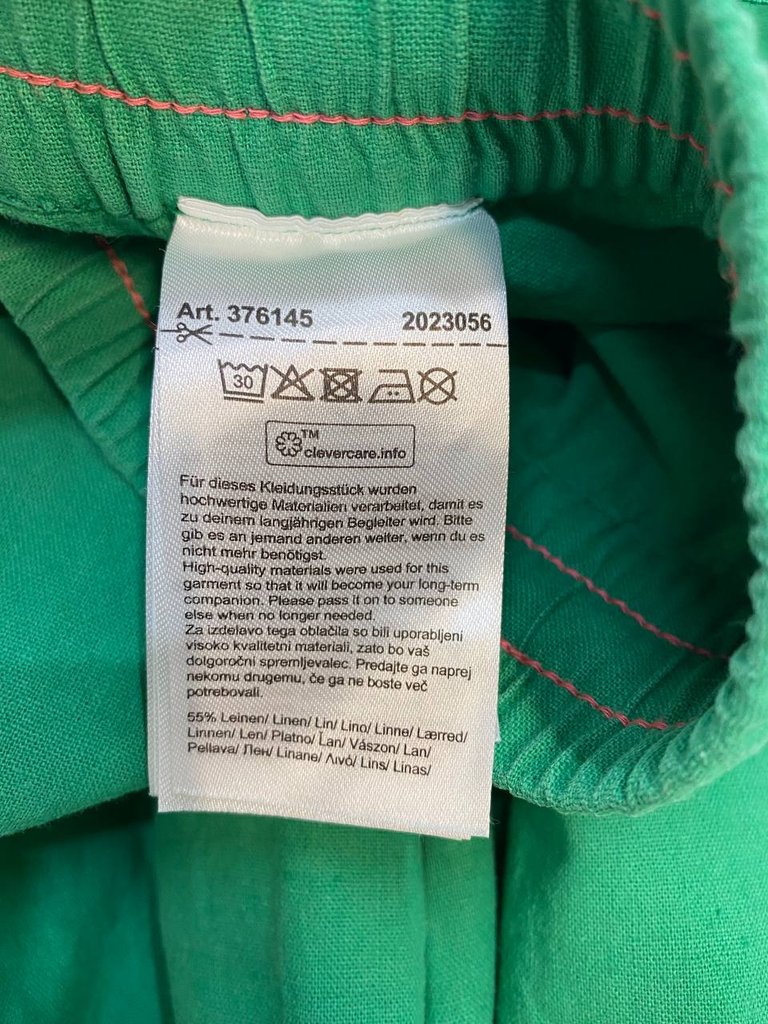 Art. 376145 2023056
30
TM
clevercare.info
Für dieses Kleidungsstück wurden
hochwertige Materialien verarbeitet, damit es
zu deinem langjährigen Begleiter wird. Bitte
gib es an jemand anderen weiter, wenn du es
nicht mehr benötigst.
High-quality materials were used for this
garment so that it will become your long-term
companion. Please pass it on to someone
else when no longer needed.
Za izdelavo tega oblačila so bili uporabljeni
visoko kvalitetni materiali, zato bo vaš
dolgoročni spremljevalec. Predajte ga naprej
nekomu drugemu, če ga ne boste več
potrebovali.
55% Leinen/ Linen/ Lin/ Lino/ Linne/ Lærred/
Linnen/ Len/ Platno/ Ľan/ Vászon/ Lan/
Pellava/ Лен/ Linane/ Λινό/ Lins/ Linas/